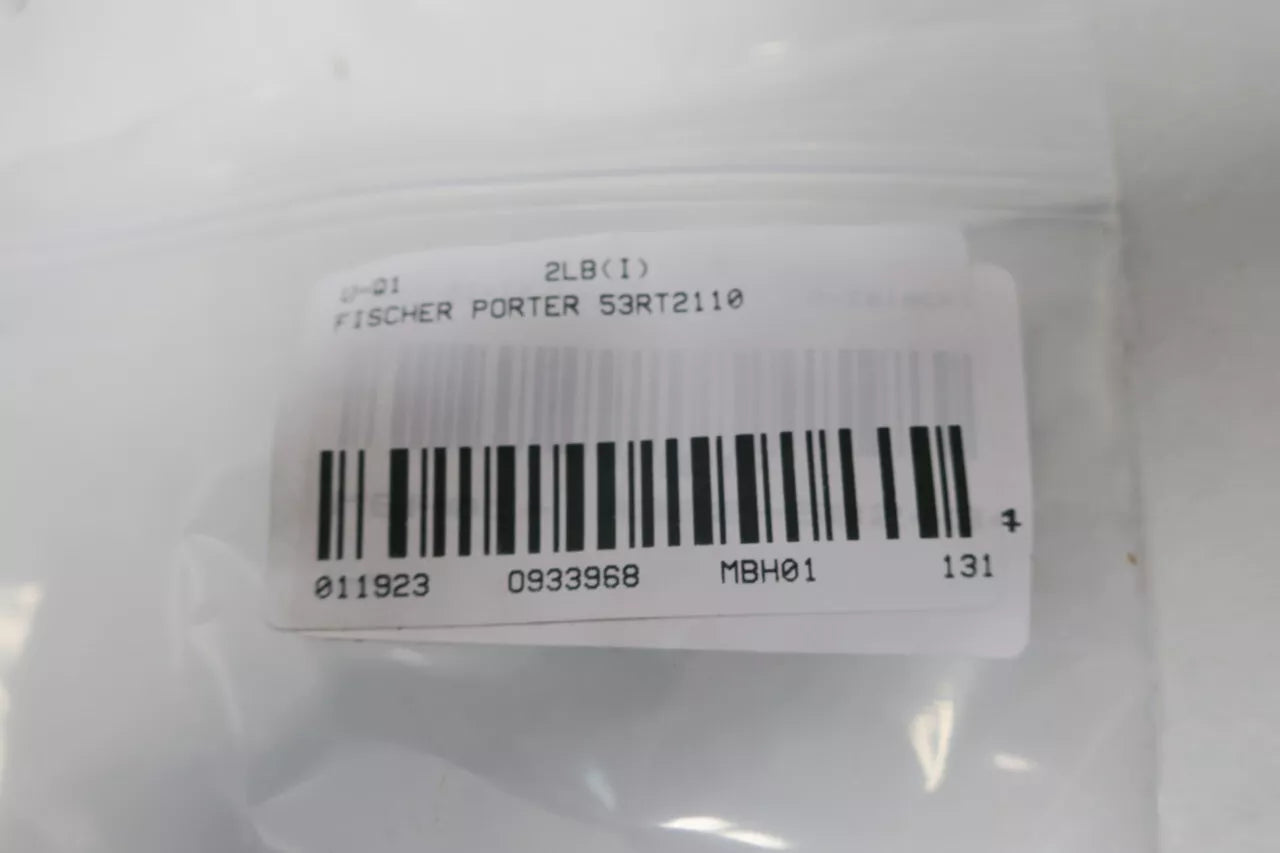 2LB(I)
FISCHER PORTER 53RT2110
011923 0933968 MBH01 131